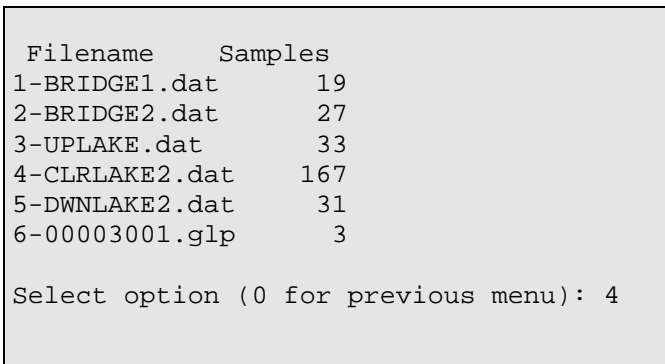 Filename Samples
1-BRIDGE1.dat 19
2-BRIDGE2.dat 27
3-UPLAKE.dat 33
4-CLRLAKE2.dat 167
5-DWNLAKE2.dat 31
6-00003001.glp 3
Select option (0 for previous menu): 4